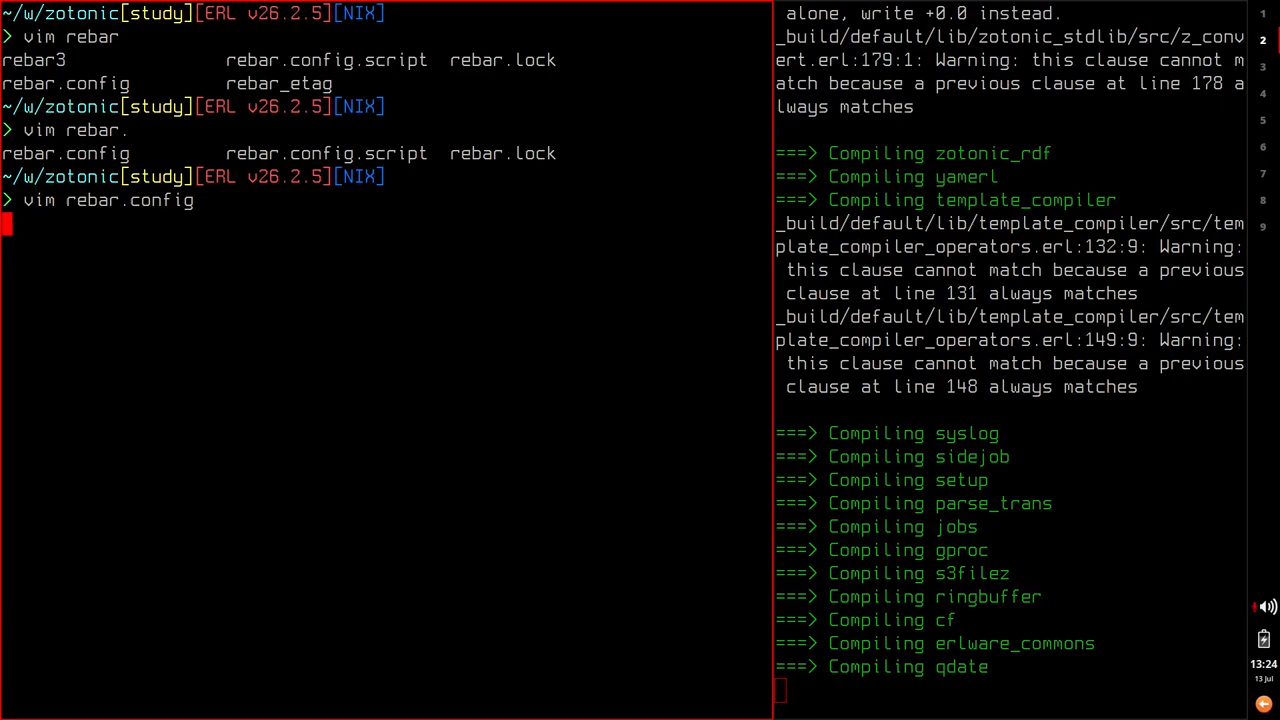 ~/w/zotonic[study][ERL v26.2.5][NIX]
> vim rebar
rebar3 rebar.config.script rebar.lock
rebar.config rebar_etag
~/w/zotonic[study][ERL v26.2.5][NIX]
> vim rebar.
rebar.config rebar.config.script rebar.lock
~/w/zotonic[study][ERL v26.2.5][NIX]
> vim rebar.config
alone, write +0.0 instead.
_build/default/lib/zotonic_stdlib/src/z_conv
ert.erl:179:1: Warning: this clause cannot m
atch because a previous clause at line 178 a
lways matches
===> Compiling zotonic_rdf
===> Compiling yamerl
===> Compiling template_compiler
_build/default/lib/template_compiler/src/tem
plate_compiler_operators.erl:132:9: Warning:
this clause cannot match because a previous
clause at line 131 always matches
_build/default/lib/template_compiler/src/tem
plate_compiler_operators.erl:149:9: Warning:
this clause cannot match because a previous
clause at line 148 always matches
===> Compiling syslog
===> Compiling sidejob
===> Compiling setup
===> Compiling parse_trans
===> Compiling jobs
===> Compiling gproc
===> Compiling s3filez
===> Compiling ringbuffer
===> Compiling cf
===> Compiling erlware_commons
===> Compiling qdate
1
2
3
4
5
6
7
8
9
13:24
13 Jul